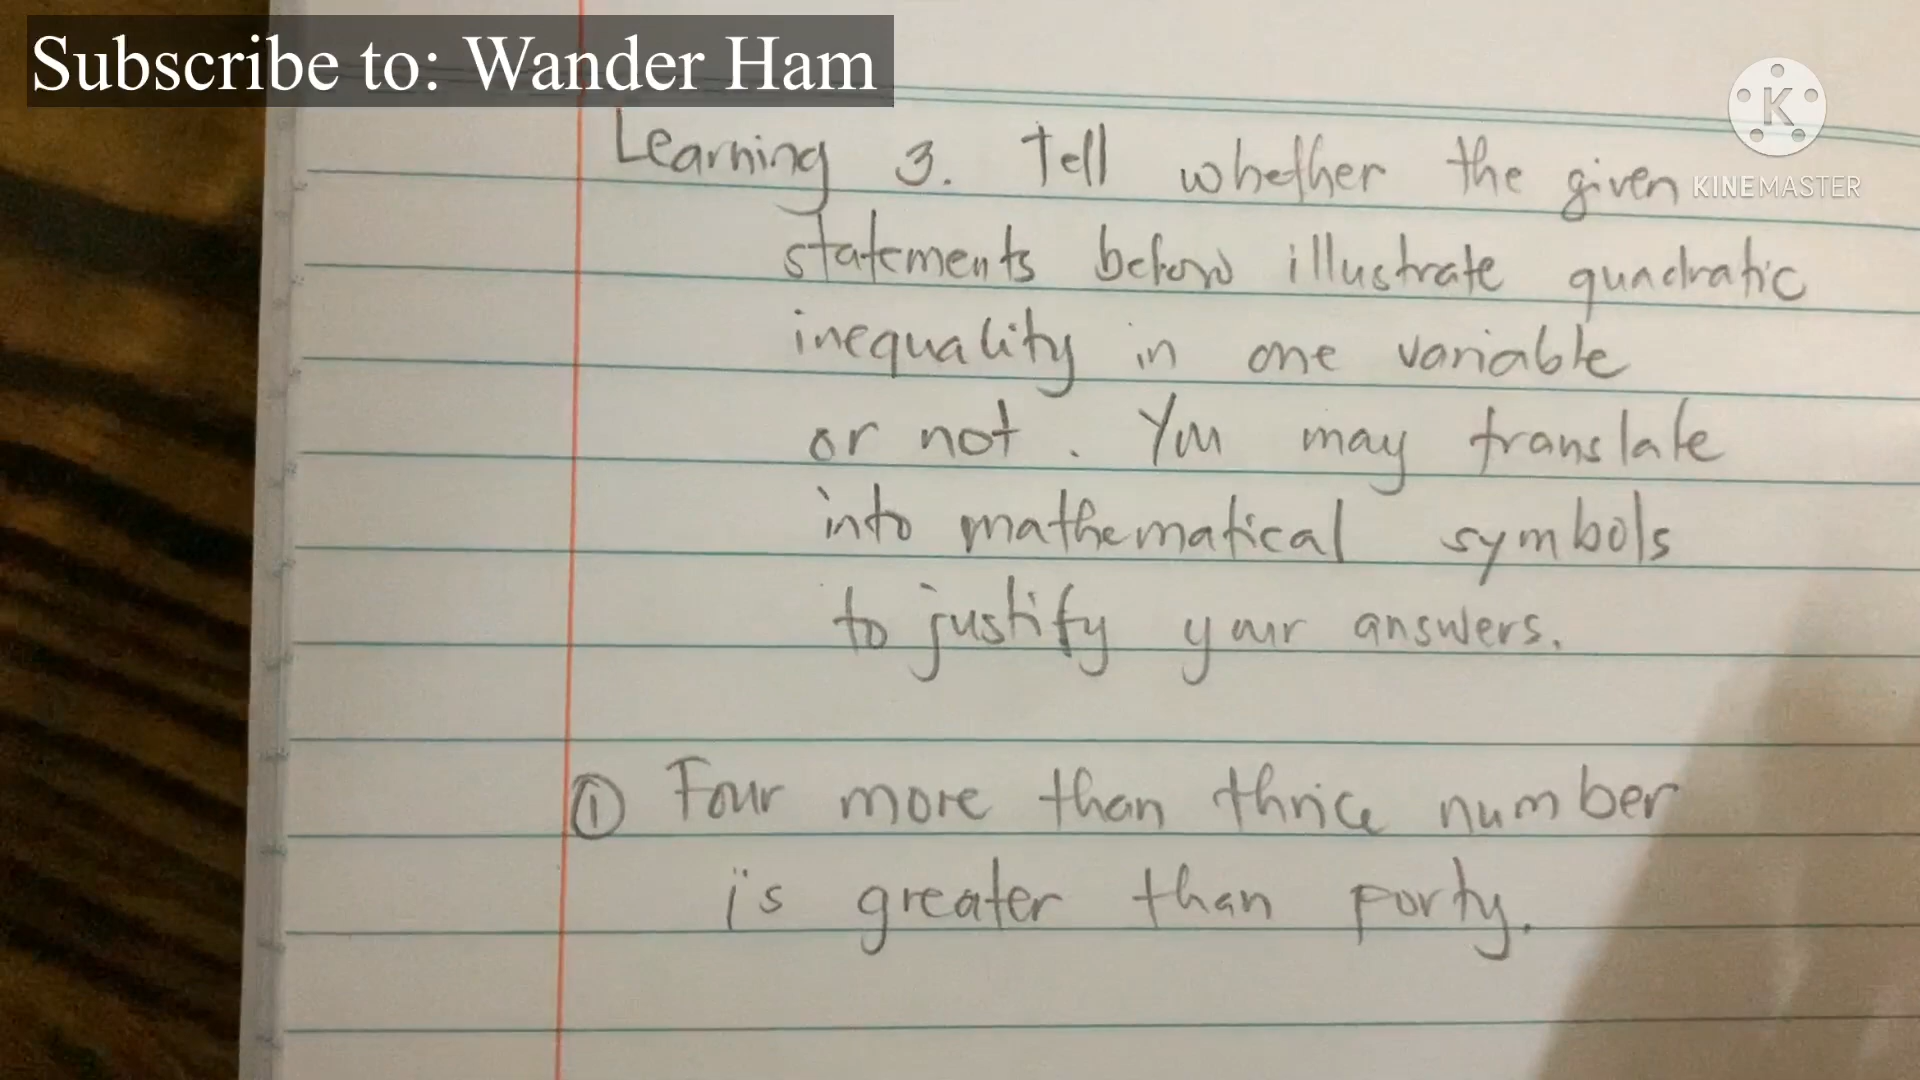 Subscribe to: Wander Ham
K
KINEMASTER
Learning 3. Tell whether the given
statements below illustrate quadratic
inequality in one variable
or not. You may translate
into mathematical symbols
to justify your answers.
① Four more than thrice number
is greater than porty.